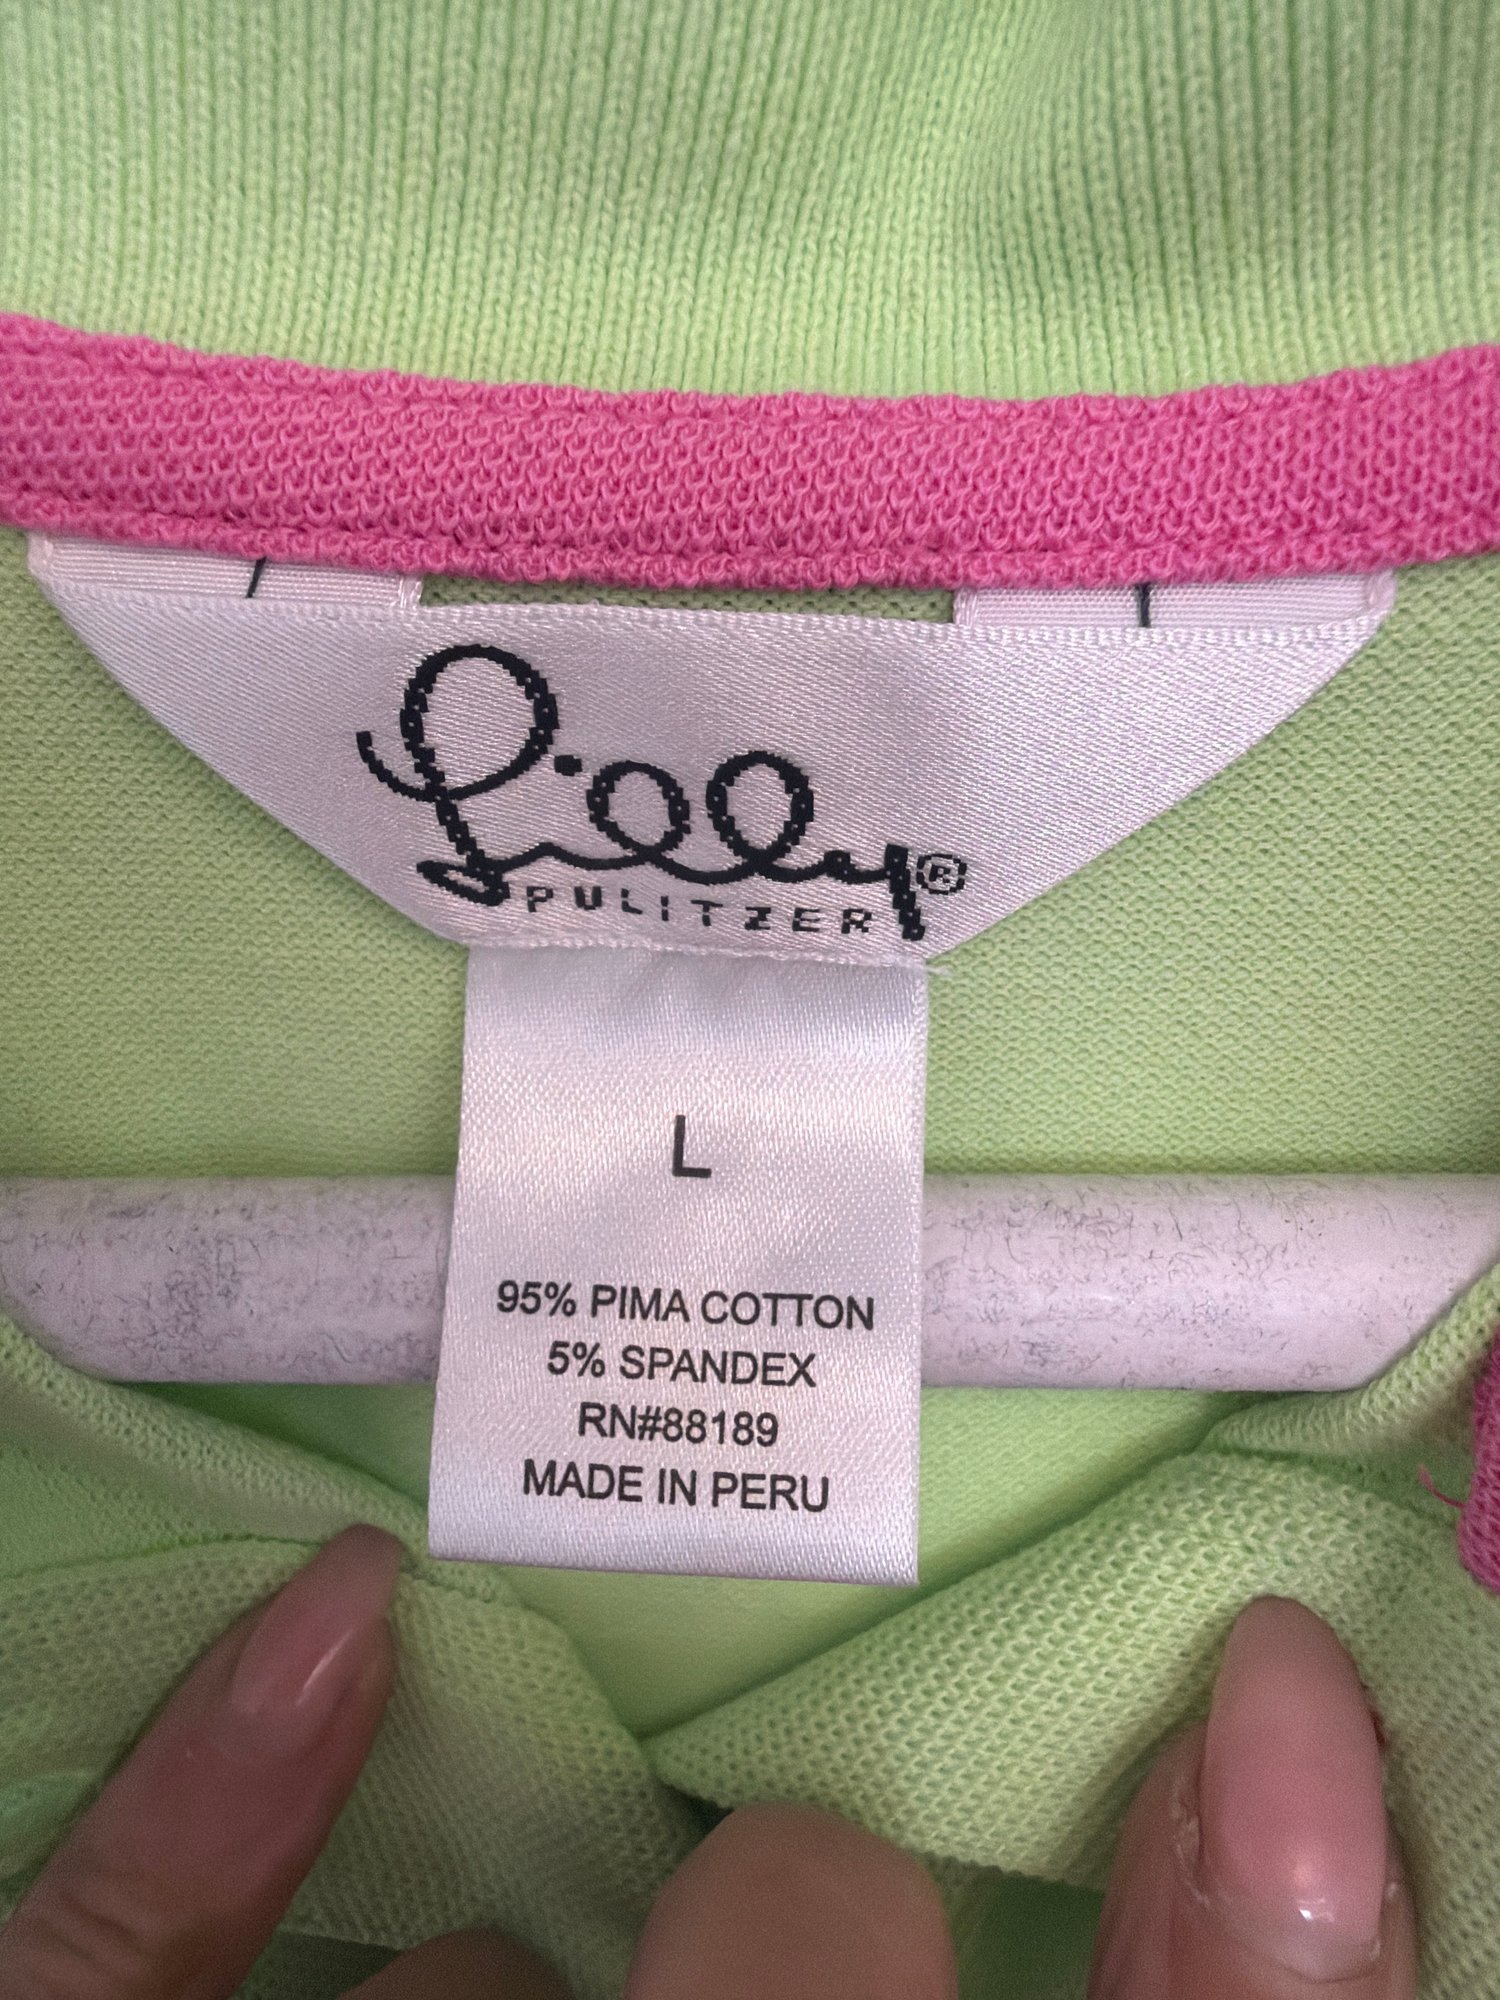 Lilly®
PULITZER
L
95% PIMA COTTON
5% SPANDEX
RN#88189
MADE IN PERU